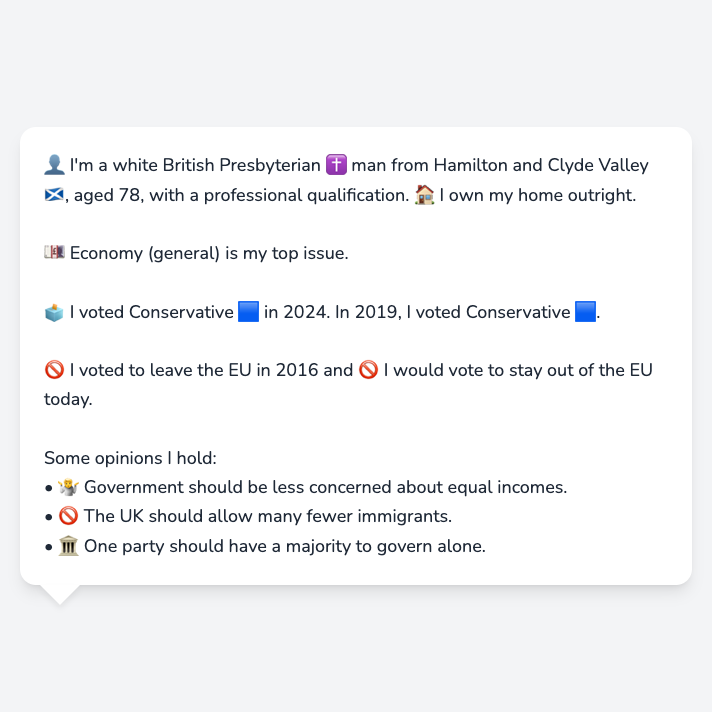 👤 I'm a white British Presbyterian ✝️ man from Hamilton and Clyde Valley
🏴󠁧󠁢󠁳󠁣󠁴󠁿, aged 78, with a professional qualification. 🏠 I own my home outright.
💷 Economy (general) is my top issue.
🗳️ I voted Conservative 🟦 in 2024. In 2019, I voted Conservative 🟦.
🚫 I voted to leave the EU in 2016 and 🚫 I would vote to stay out of the EU
today.
Some opinions I hold:
• 🤷 Government should be less concerned about equal incomes.
• 🚫 The UK should allow many fewer immigrants.
• 🏛️ One party should have a majority to govern alone.